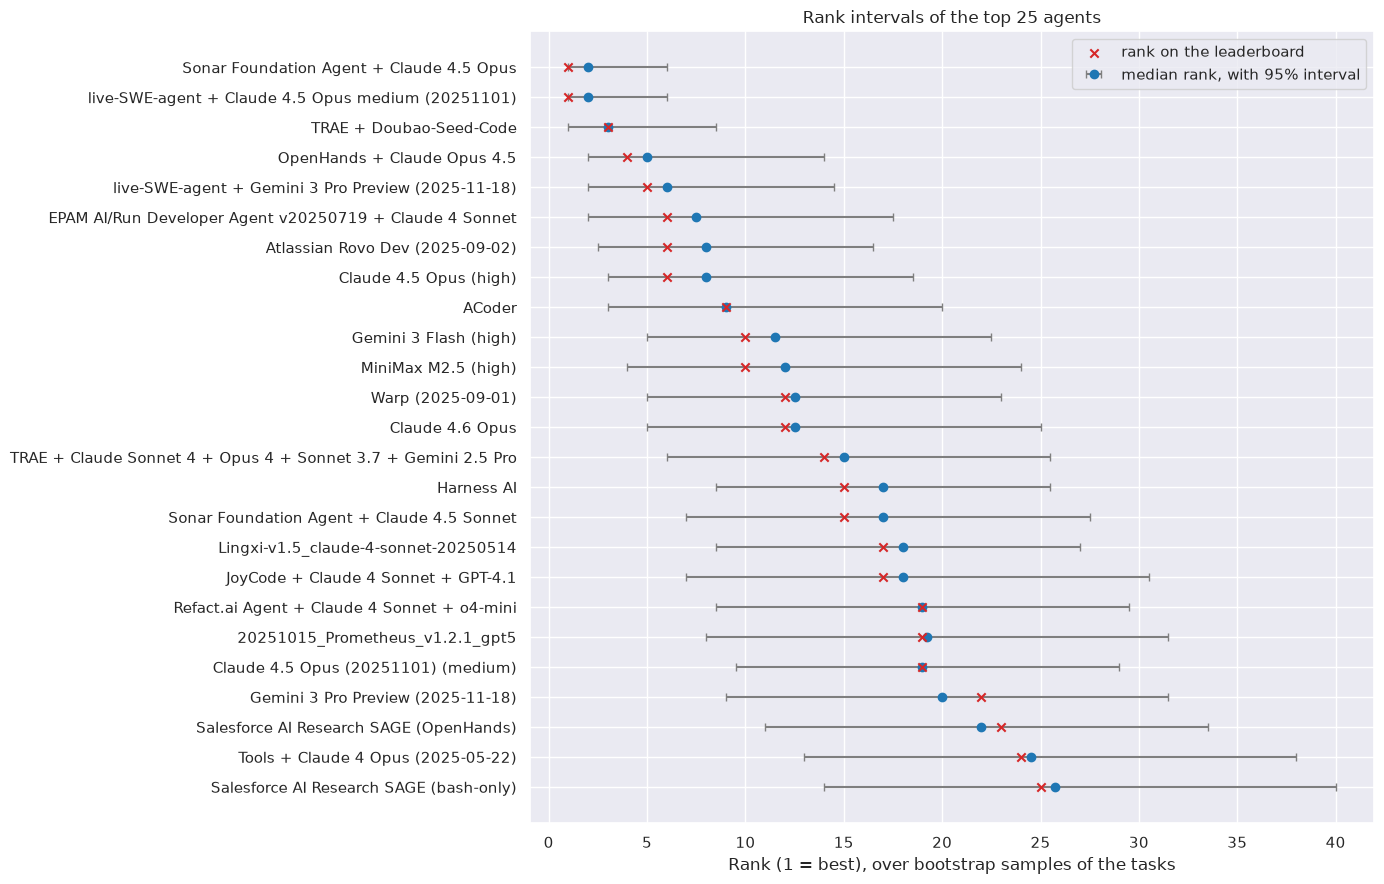 Rank intervals of the top 25 agents
rank on the leaderboard
median rank, with 95% interval
Sonar Foundation Agent + Claude 4.5 Opus
live-SWE-agent + Claude 4.5 Opus medium (20251101)
TRAE + Doubao-Seed-Code
OpenHands + Claude Opus 4.5
live-SWE-agent + Gemini 3 Pro Preview (2025-11-18)
EPAM AI/Run Developer Agent v20250719 + Claude 4 Sonnet
Atlassian Rovo Dev (2025-09-02)
Claude 4.5 Opus (high)
ACoder
Gemini 3 Flash (high)
MiniMax M2.5 (high)
Warp (2025-09-01)
Claude 4.6 Opus
TRAE + Claude Sonnet 4 + Opus 4 + Sonnet 3.7 + Gemini 2.5 Pro
Harness AI
Sonar Foundation Agent + Claude 4.5 Sonnet
Lingxi-v1.5_claude-4-sonnet-20250514
JoyCode + Claude 4 Sonnet + GPT-4.1
Refact.ai Agent + Claude 4 Sonnet + o4-mini
20251015_Prometheus_v1.2.1_gpt5
Claude 4.5 Opus (20251101) (medium)
Gemini 3 Pro Preview (2025-11-18)
Salesforce AI Research SAGE (OpenHands)
Tools + Claude 4 Opus (2025-05-22)
Salesforce AI Research SAGE (bash-only)
0 5 10 15 20 25 30 35 40
Rank (1 = best), over bootstrap samples of the tasks